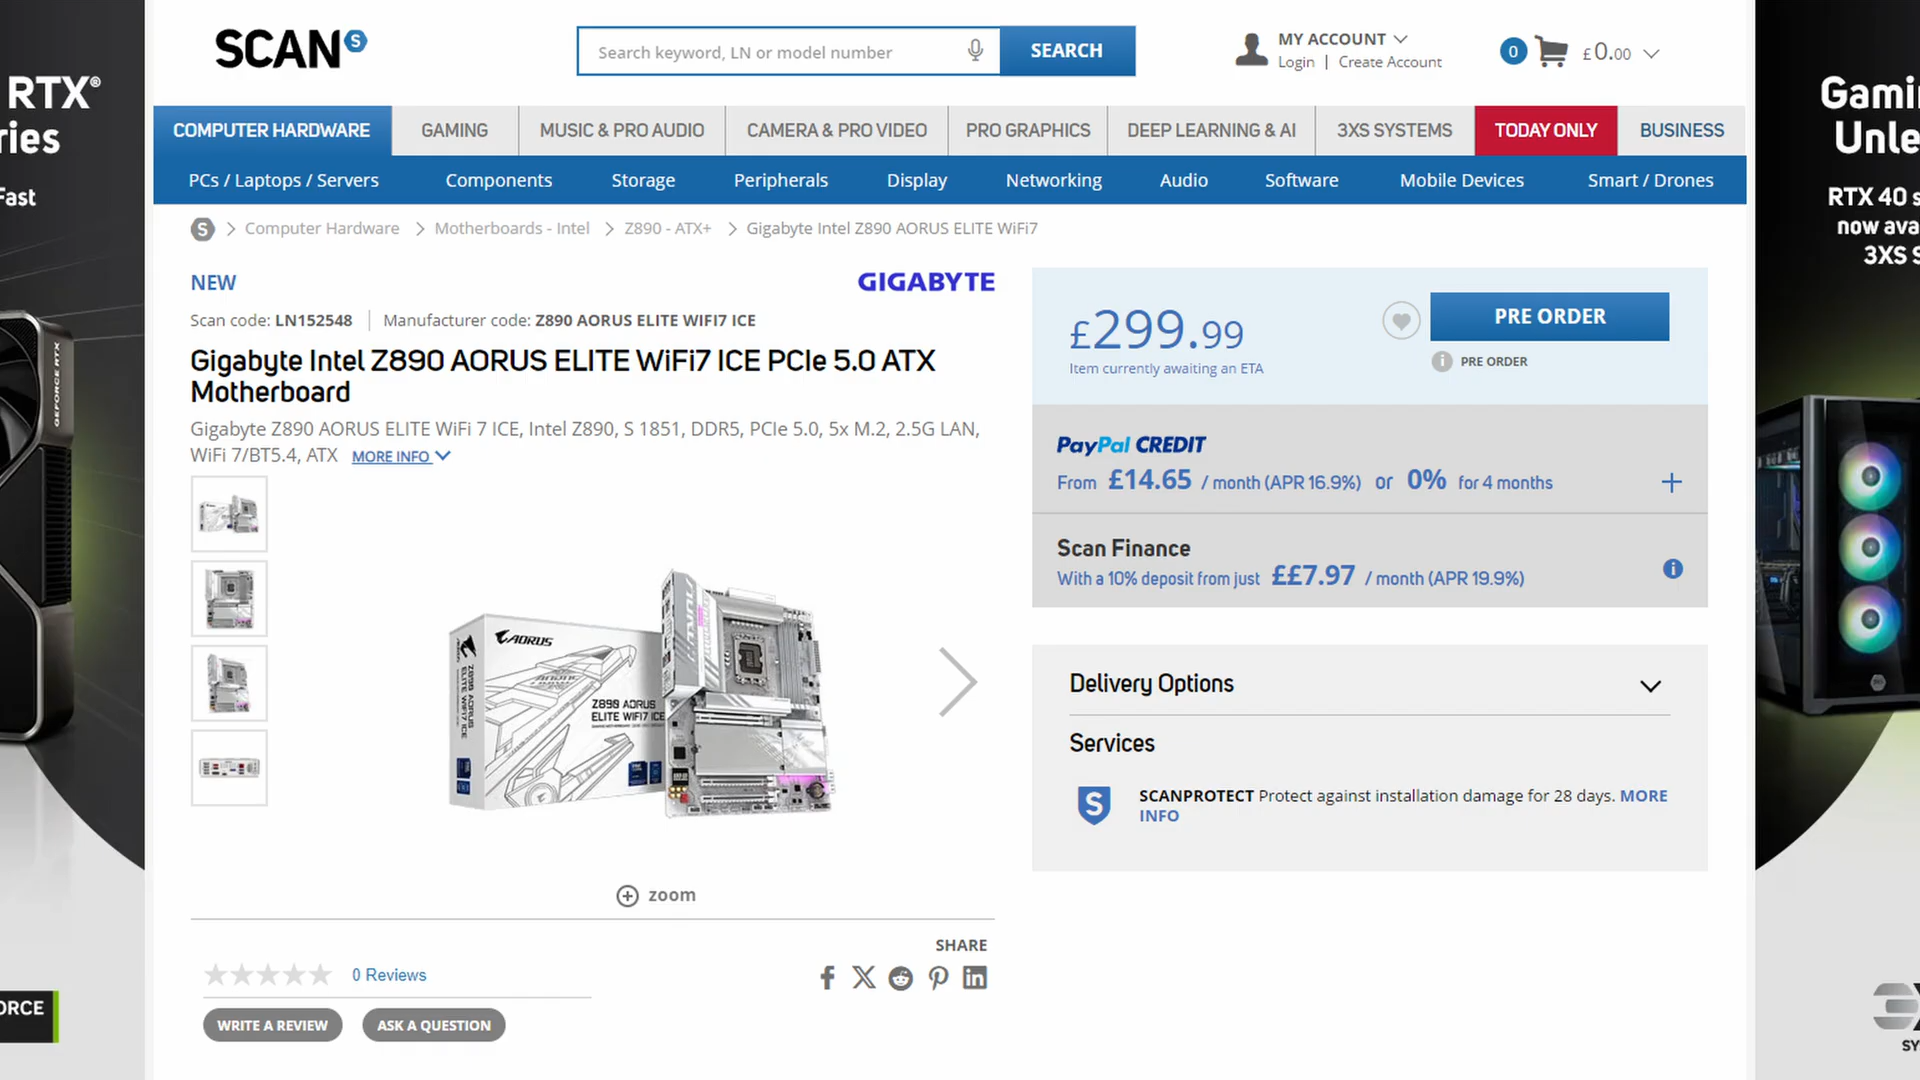 RTX®
ries
Fast
GEFORCE RTX
SCAN S
Search keyword, LN or model number
SEARCH
MY ACCOUNT
Login | Create Account
0
£0.00
COMPUTER HARDWARE
GAMING
MUSIC & PRO AUDIO
CAMERA & PRO VIDEO
PRO GRAPHICS
DEEP LEARNING & AI
3XS SYSTEMS
TODAY ONLY
BUSINESS
PCs / Laptops / Servers
Components
Storage
Peripherals
Display
Networking
Audio
Software
Mobile Devices
Smart / Drones
S > Computer Hardware > Motherboards - Intel > Z890 - ATX+ > Gigabyte Intel Z890 AORUS ELITE WiFi7
NEW
GIGABYTE
Scan code: LN152548 | Manufacturer code: Z890 AORUS ELITE WIFI7 ICE
Gigabyte Intel Z890 AORUS ELITE WiFi7 ICE PCIe 5.0 ATX
Motherboard
Gigabyte Z890 AORUS ELITE WiFi 7 ICE, Intel Z890, S 1851, DDR5, PCIe 5.0, 5x M.2, 2.5G LAN,
WiFi 7/BT5.4, ATX MORE INFO
AORUS
Z890 AORUS
ELITE WIFI7 ICE
Z890 AORUS
ELITE WIFI7 ICE
zoom
SHARE
0 Reviews
WRITE A REVIEW
ASK A QUESTION
£299.99
Item currently awaiting an ETA
PRE ORDER
PRE ORDER
PayPal CREDIT
From £14.65 / month (APR 16.9%) or 0% for 4 months
Scan Finance
With a 10% deposit from just ££7.97 / month (APR 19.9%)
Delivery Options
Services
SCANPROTECT Protect against installation damage for 28 days. MORE
INFO
Gami
Unle
RTX 40 s
now ava
3XS S
ORCE
SY